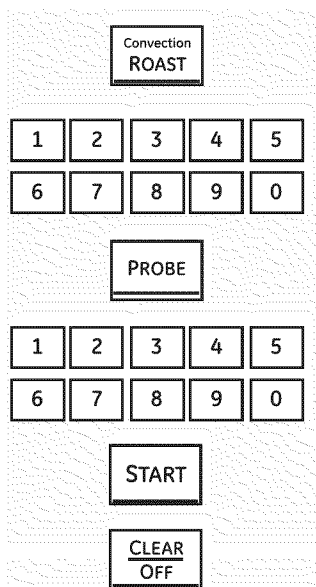 Convection
ROAST
1 2 3 4 5
6 7 8 9 0
PROBE
1 2 3 4 5
6 7 8 9 0
START
CLEAR
OFF